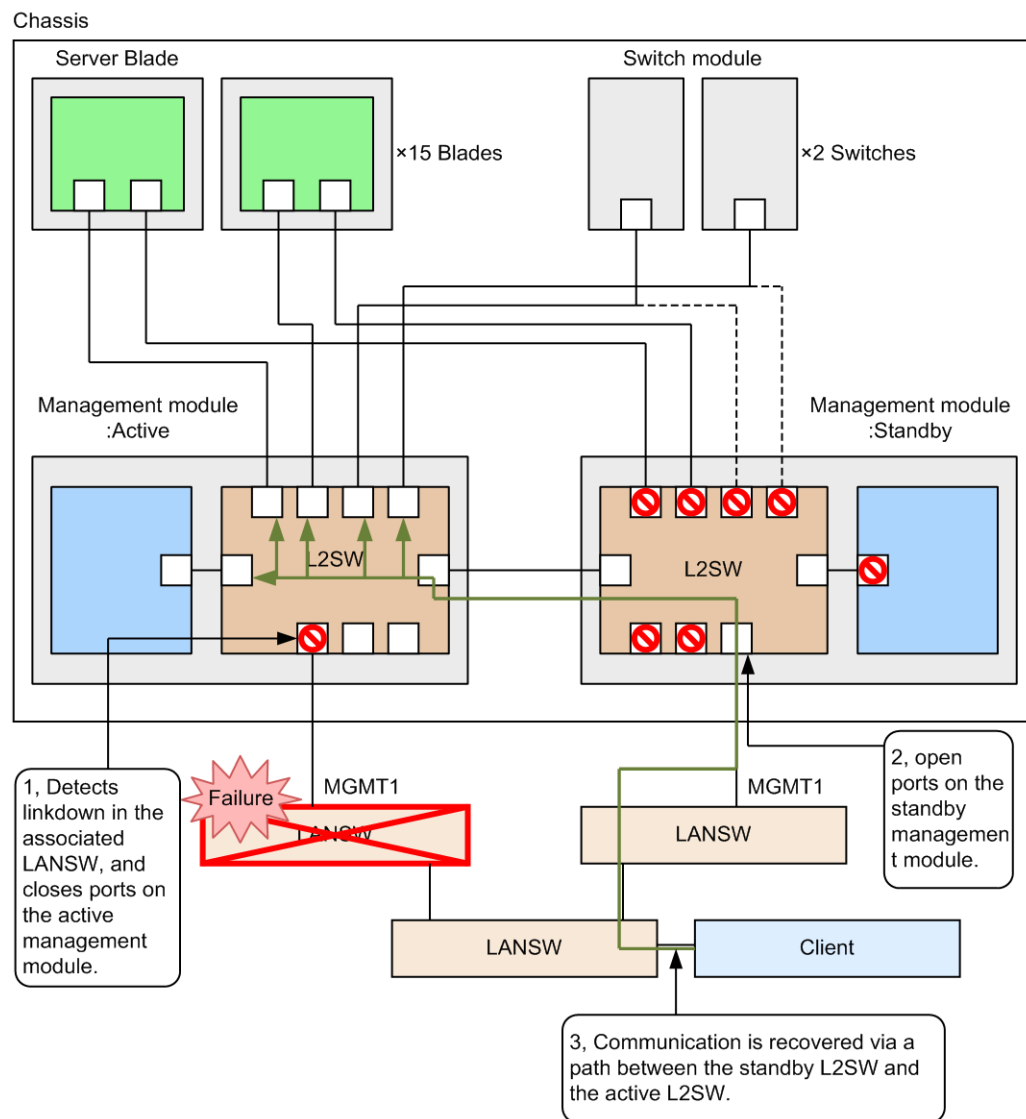 Chassis
Server Blade
Switch module
×15 Blades
×2 Switches
Management module
:Active
Management module
:Standby
L2SW
L2SW
1, Detects
linkdown in the
associated
LANSW, and
closes ports on
the active
management
module.
Failure
MGMT1
LANSW
MGMT1
LANSW
2, open
ports on the
standby
managemen
t module.
LANSW
Client
3, Communication is recovered via a
path between the standby L2SW and
the active L2SW.